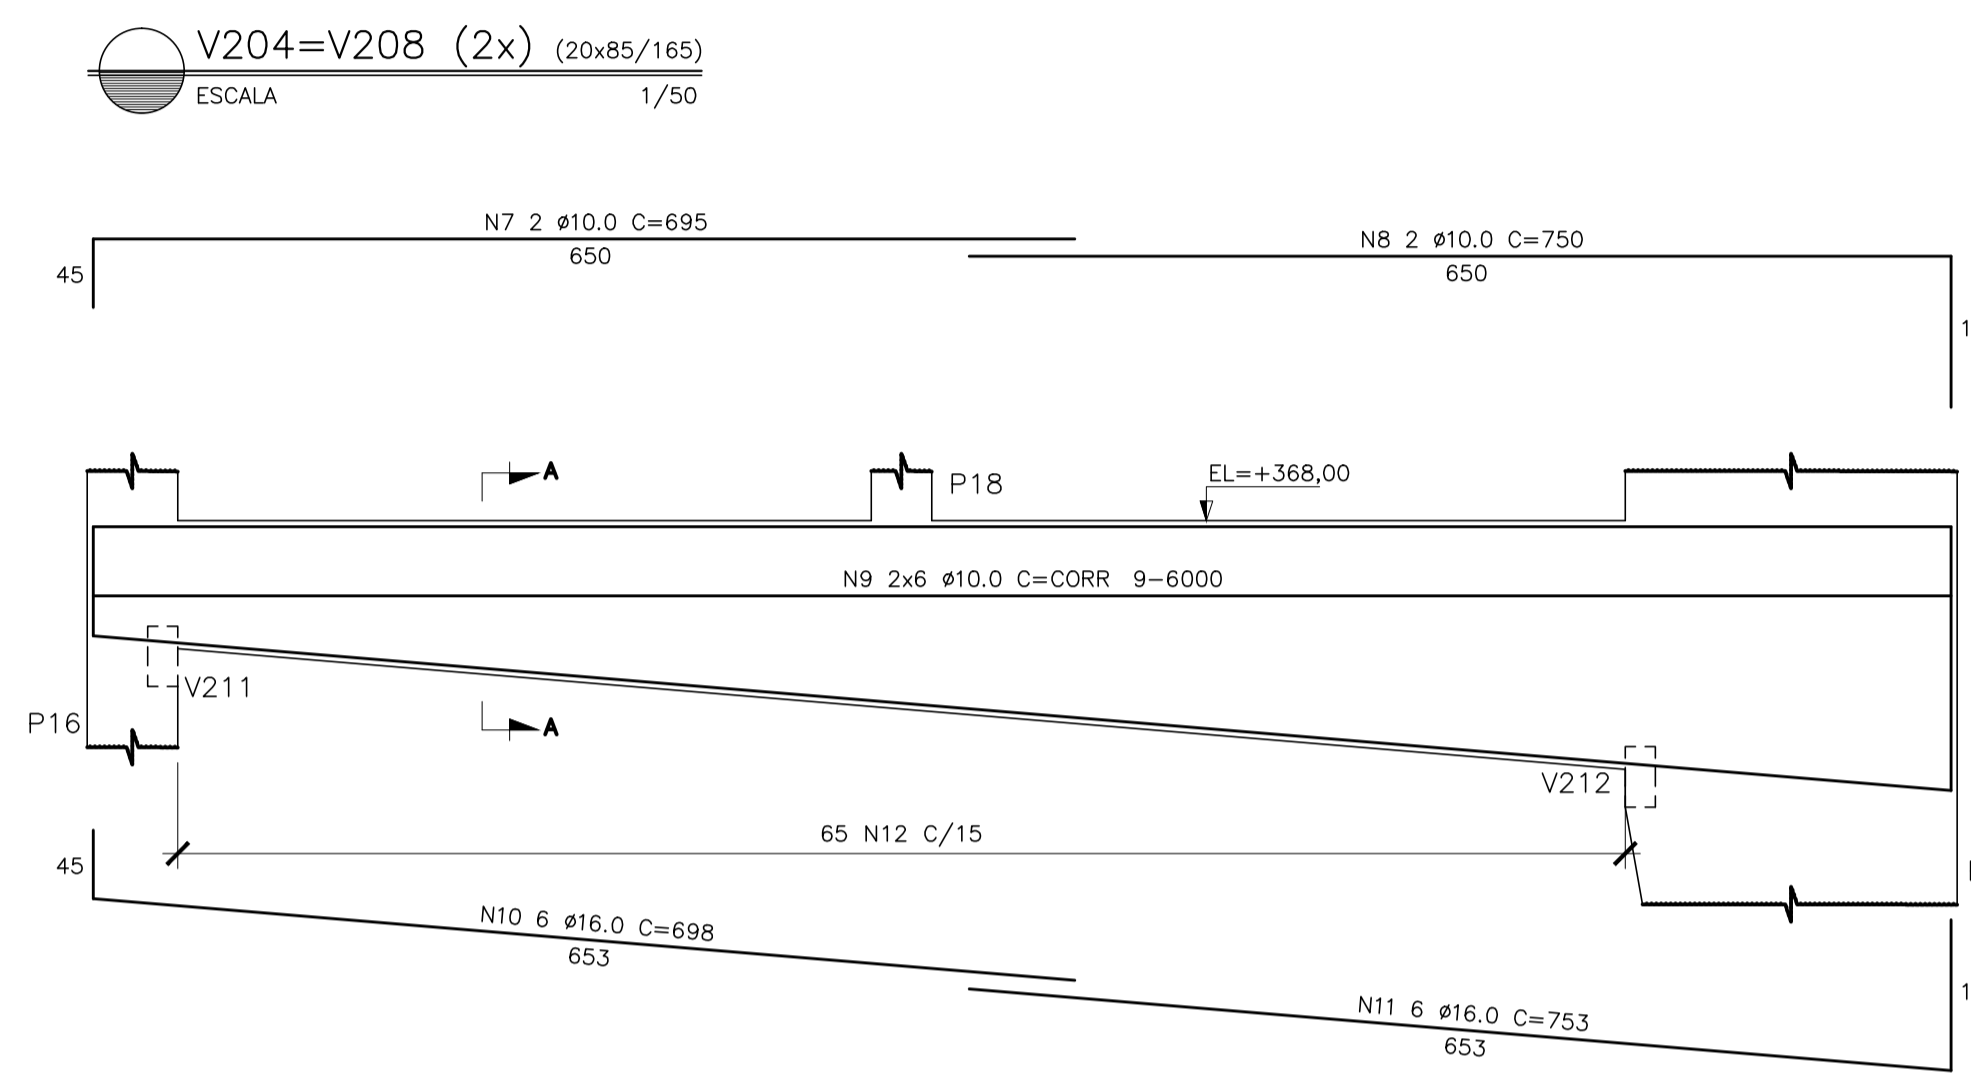 V204=V208 (2x) (20x85/165)
ESCALA 1/50
N7 2 ø10.0 C=695
650
45
N8 2 ø10.0 C=750
650
A
P18
EL=+368,00
N9 2x6 ø10.0 C=CORR 9-6000
V211
P16
A
V212
65 N12 C/15
45
N10 6 ø16.0 C=698
653
N11 6 ø16.0 C=753
653